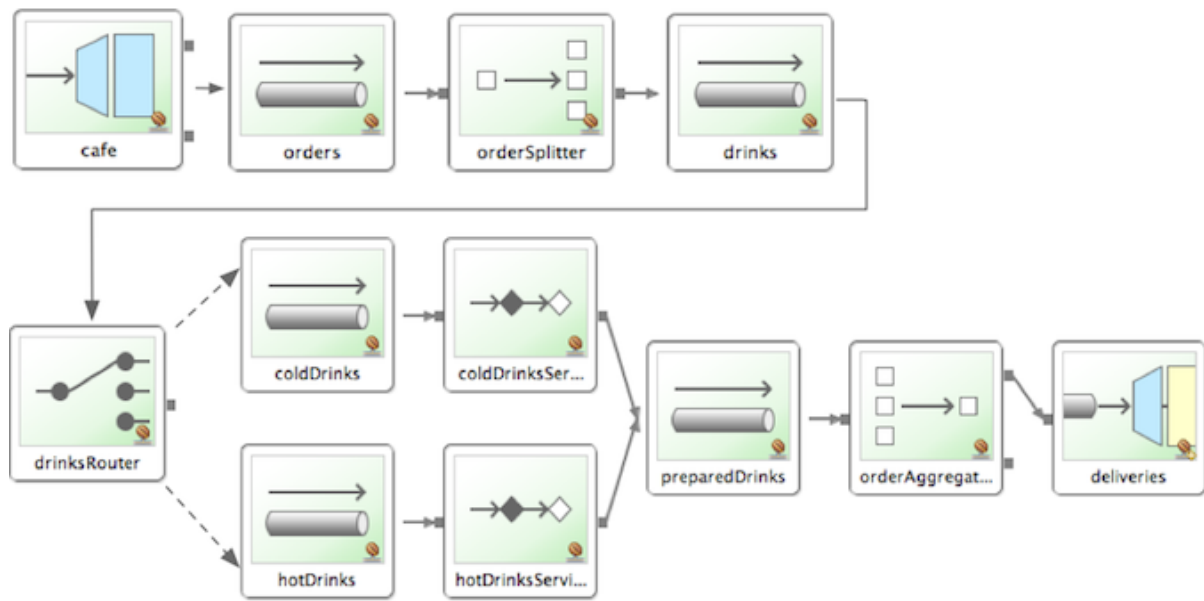 cafe
orders
orderSplitter
drinks
coldDrinks
coldDrinksSer...
drinksRouter
preparedDrinks
orderAggregat...
deliveries
hotDrinks
hotDrinksServi...